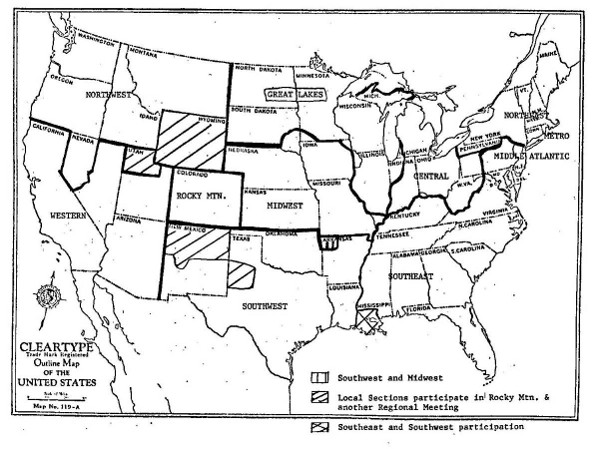 WASHINGTON
MONTANA
NORTH DAKOTA
MINNESOTA
MAINE
OREGON
NORTHWEST
GREAT LAKES
MICH.
VT.
IDAHO
WYOMING
SOUTH DAKOTA
WISCONSIN
NORTHWEST
CONN.
METRO
NEW YORK
CALIFORNIA
NEVADA
UTAH
NEBRASKA
IOWA
ILLINOIS
INDIANA
MICHIGAN
OHIO
PENNSYLVANIA
MIDDLE ATLANTIC
N.J.
CENTRAL
COLORADO
ROCKY MTN.
KANSAS
MIDWEST
MISSOURI
W.VA.
VIRGINIA
KENTUCKY
WESTERN
ARIZONA
NEW MEXICO
TEXAS
OKLAHOMA
ARKANSAS
TENNESSEE
N.CAROLINA
S.CAROLINA
ALABAMA
GEORGIA
SOUTHEAST
LOUISIANA
MISSISSIPPI
FLORIDA
SOUTHWEST
CLEARTYPE
Trade Mark Registered
Outline Map
OF THE
UNITED STATES
Map No. 119-A
Southwest and Midwest
Local Sections participate in Rocky Mtn. &
another Regional Meeting
Southeast and Southwest participation